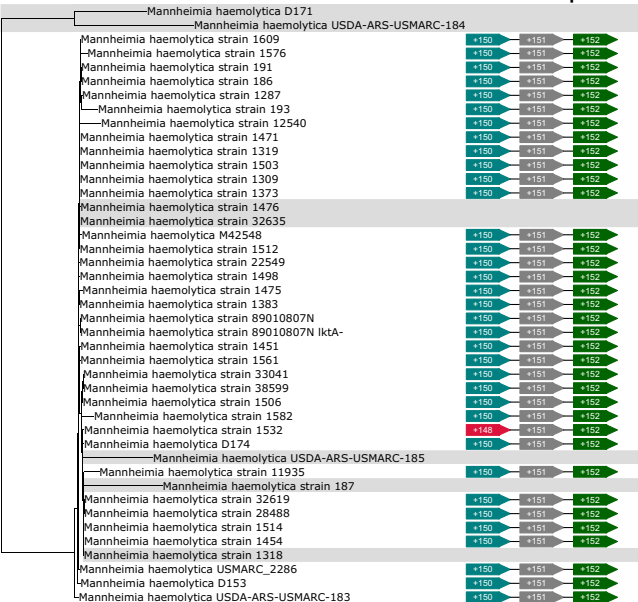 Mannheimia haemolytica D171
Mannheimia haemolytica USDA-ARS-USMARC-184
Mannheimia haemolytica strain 1609 +150 +151 +152
Mannheimia haemolytica strain 1576 +150 +151 +152
Mannheimia haemolytica strain 191 +150 +151 +152
Mannheimia haemolytica strain 186 +150 +151 +152
Mannheimia haemolytica strain 1287 +150 +151 +152
Mannheimia haemolytica strain 193 +150 +151 +152
Mannheimia haemolytica strain 12540 +150 +151 +152
Mannheimia haemolytica strain 1471 +150 +151 +152
Mannheimia haemolytica strain 1319 +150 +151 +152
Mannheimia haemolytica strain 1503 +150 +151 +152
Mannheimia haemolytica strain 1309 +150 +151 +152
Mannheimia haemolytica strain 1373 +150 +151 +152
Mannheimia haemolytica strain 1476
Mannheimia haemolytica strain 32635
Mannheimia haemolytica M42548 +150 +151 +152
Mannheimia haemolytica strain 1512 +150 +151 +152
Mannheimia haemolytica strain 22549 +150 +151 +152
Mannheimia haemolytica strain 1498 +150 +151 +152
Mannheimia haemolytica strain 1475 +150 +151 +152
Mannheimia haemolytica strain 1383 +150 +151 +152
Mannheimia haemolytica strain 89010807N +150 +151 +152
Mannheimia haemolytica strain 89010807N lktA- +150 +151 +152
Mannheimia haemolytica strain 1451 +150 +151 +152
Mannheimia haemolytica strain 1561 +150 +151 +152
Mannheimia haemolytica strain 33041 +150 +151 +152
Mannheimia haemolytica strain 38599 +150 +151 +152
Mannheimia haemolytica strain 1506 +150 +151 +152
Mannheimia haemolytica strain 1582 +150 +151 +152
Mannheimia haemolytica strain 1532 +148 +151 +152
Mannheimia haemolytica D174 +150 +151 +152
Mannheimia haemolytica USDA-ARS-USMARC-185
Mannheimia haemolytica strain 11935 +150 +151 +152
Mannheimia haemolytica strain 187
Mannheimia haemolytica strain 32619 +150 +151 +152
Mannheimia haemolytica strain 28488 +150 +151 +152
Mannheimia haemolytica strain 1514 +150 +151 +152
Mannheimia haemolytica strain 1454 +150 +151 +152
Mannheimia haemolytica strain 1318
Mannheimia haemolytica USMARC_2286 +150 +151 +152
Mannheimia haemolytica D153 +150 +151 +152
Mannheimia haemolytica USDA-ARS-USMARC-183 +150 +151 +152